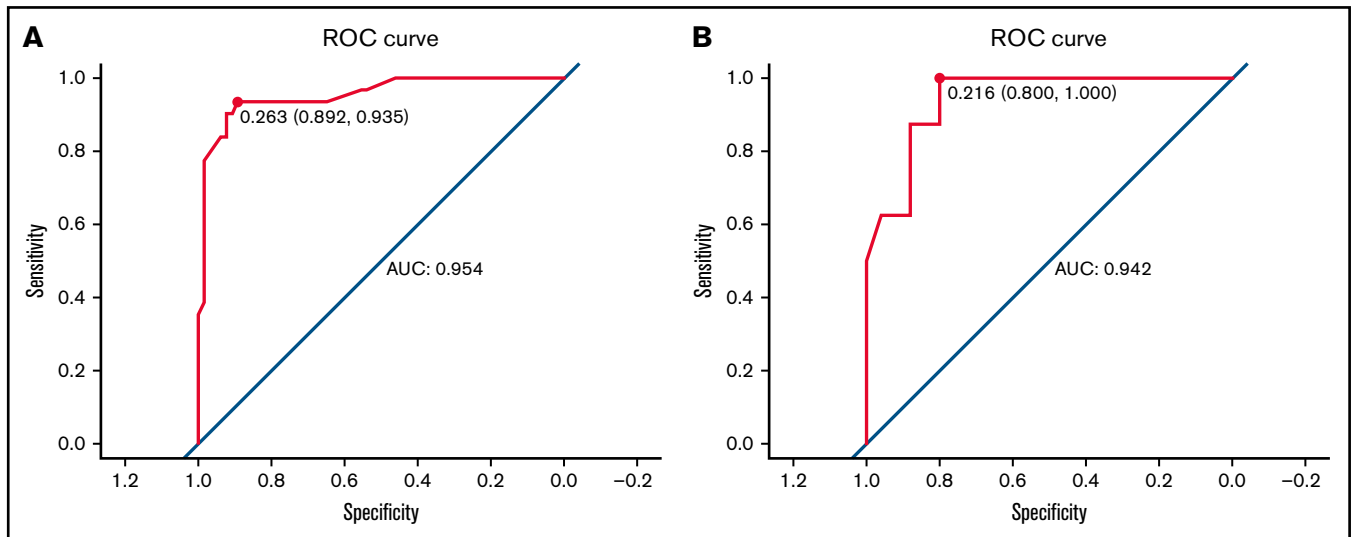 A
ROC curve
1.0
0.8
0.6
0.4
0.2
0.0
Sensitivity
0.263 (0.892, 0.935)
AUC: 0.954
1.2 1.0 0.8 0.6 0.4 0.2 0.0 −0.2
Specificity
B
ROC curve
1.0
0.8
0.6
0.4
0.2
0.0
Sensitivity
0.216 (0.800, 1.000)
AUC: 0.942
1.2 1.0 0.8 0.6 0.4 0.2 0.0 −0.2
Specificity